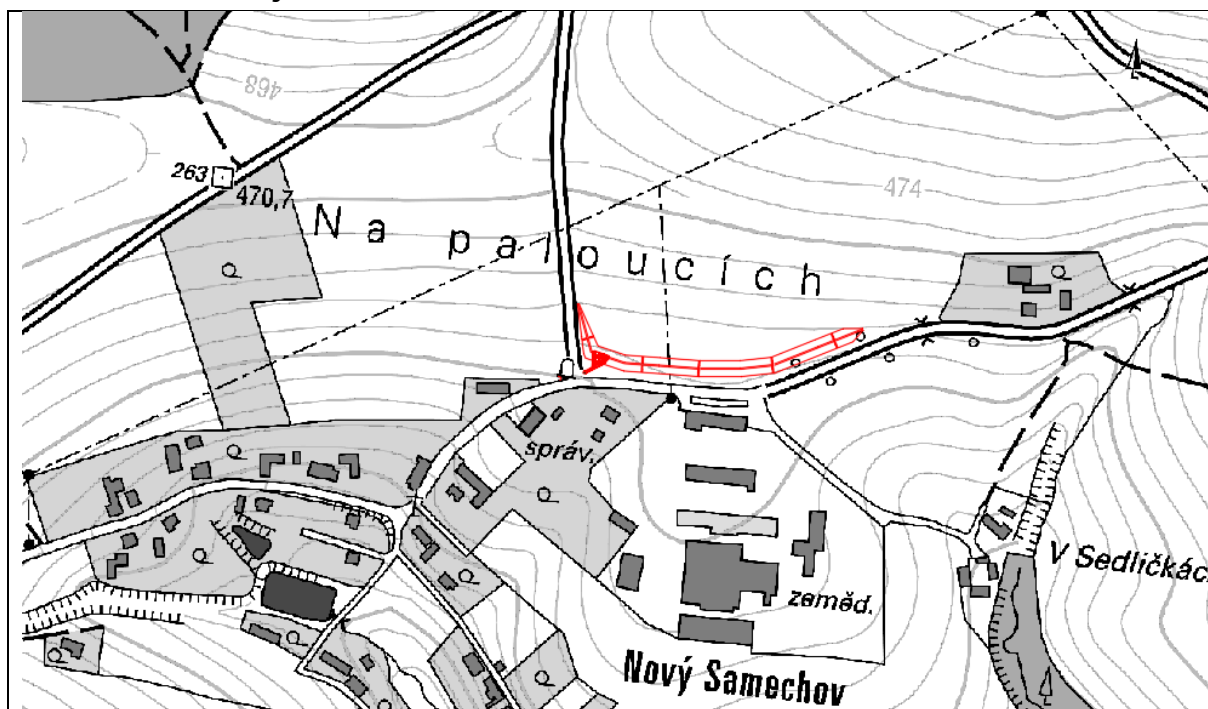 468
263
470,7
474
Na paloucích
správ.
V Sedličkác
zeměd.
Nový Samechov